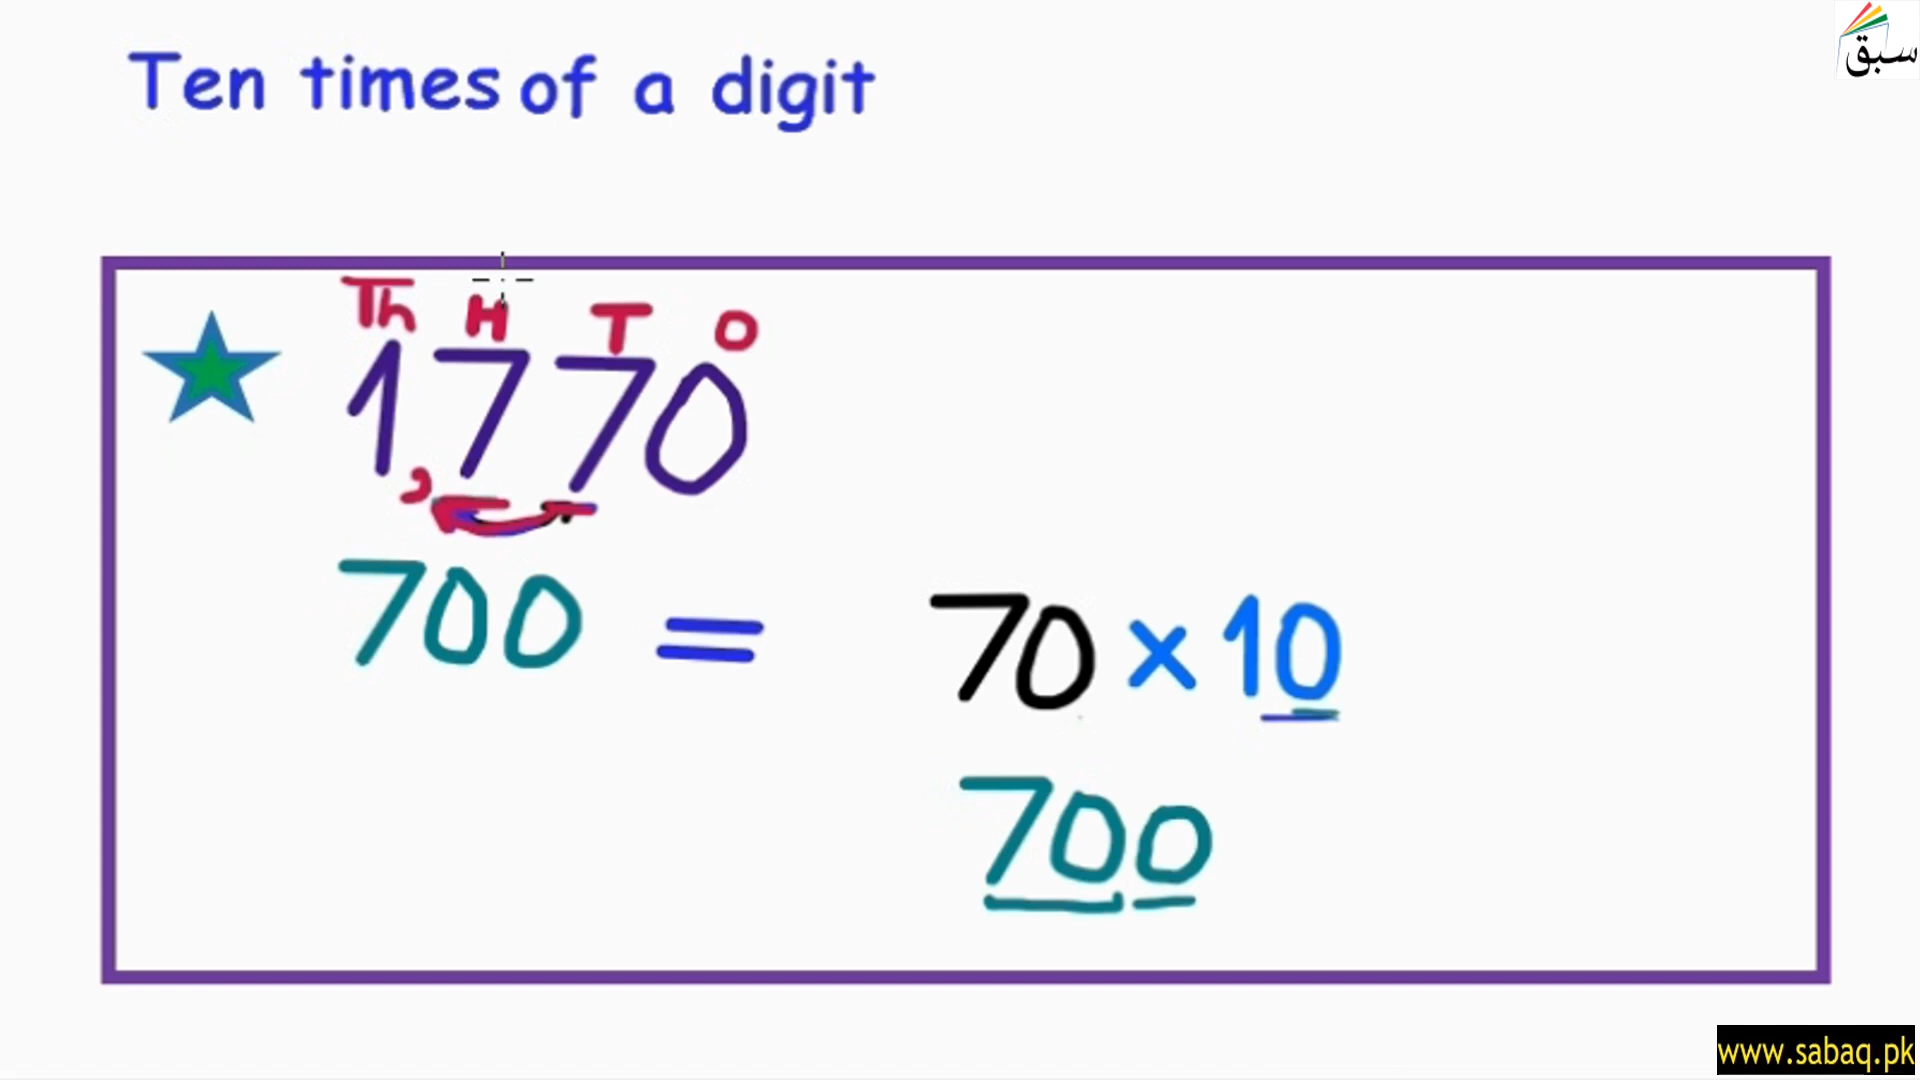 سبق
Ten times of a digit
Th H T O
1,770
700 = 70 × 10
700
www.sabaq.pk